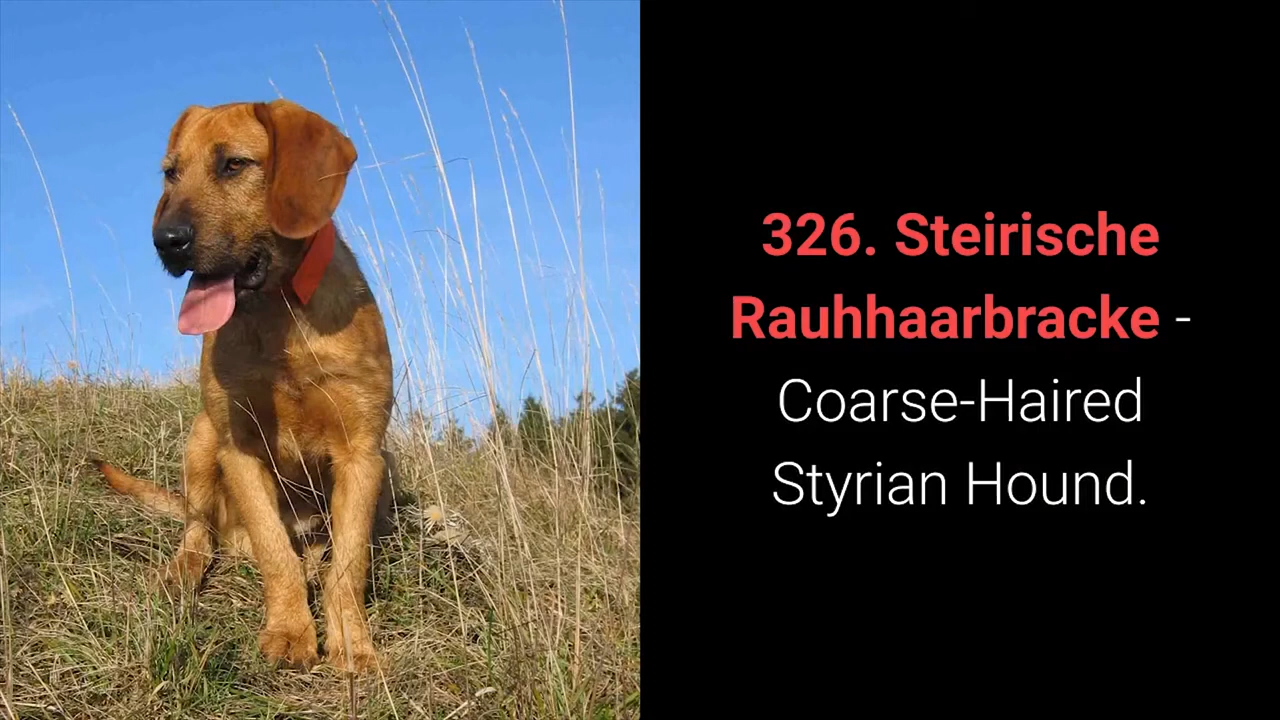 326. Steirische
Rauhhaarbracke -
Coarse-Haired
Styrian Hound.